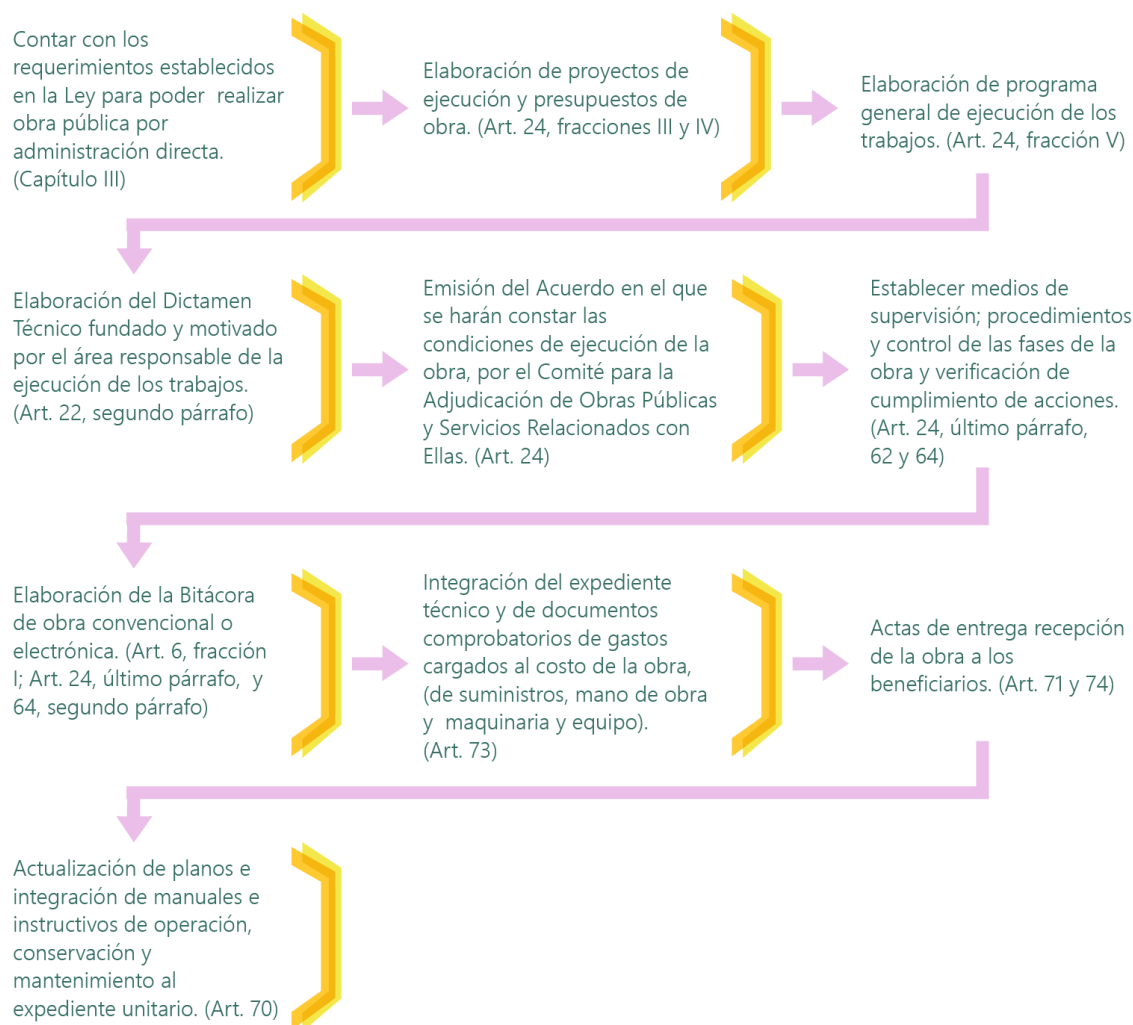 Contar con los
requerimientos establecidos
en la Ley para poder realizar
obra pública por
administración directa.
(Capítulo III)
Elaboración de proyectos de
ejecución y presupuestos de
obra. (Art. 24, fracciones III y IV)
Elaboración de programa
general de ejecución de los
trabajos. (Art. 24, fracción V)
Elaboración del Dictamen
Técnico fundado y motivado
por el área responsable de la
ejecución de los trabajos.
(Art. 22, segundo párrafo)
Emisión del Acuerdo en el que
se harán constar las
condiciones de ejecución de la
obra, por el Comité para la
Adjudicación de Obras Públicas
y Servicios Relacionados con
Ellas. (Art. 24)
Establecer medios de
supervisión; procedimientos
y control de las fases de la
obra y verificación de
cumplimiento de acciones.
(Art. 24, último párrafo,
62 y 64)
Elaboración de la Bitácora
de obra convencional o
electrónica. (Art. 6, fracción
I; Art. 24, último párrafo, y
64, segundo párrafo)
Integración del expediente
técnico y de documentos
comprobatorios de gastos
cargados al costo de la obra,
(de suministros, mano de obra
y maquinaria y equipo).
(Art. 73)
Actas de entrega recepción
de la obra a los
beneficiarios. (Art. 71 y 74)
Actualización de planos e
integración de manuales e
instructivos de operación,
conservación y
mantenimiento al
expediente unitario. (Art. 70)